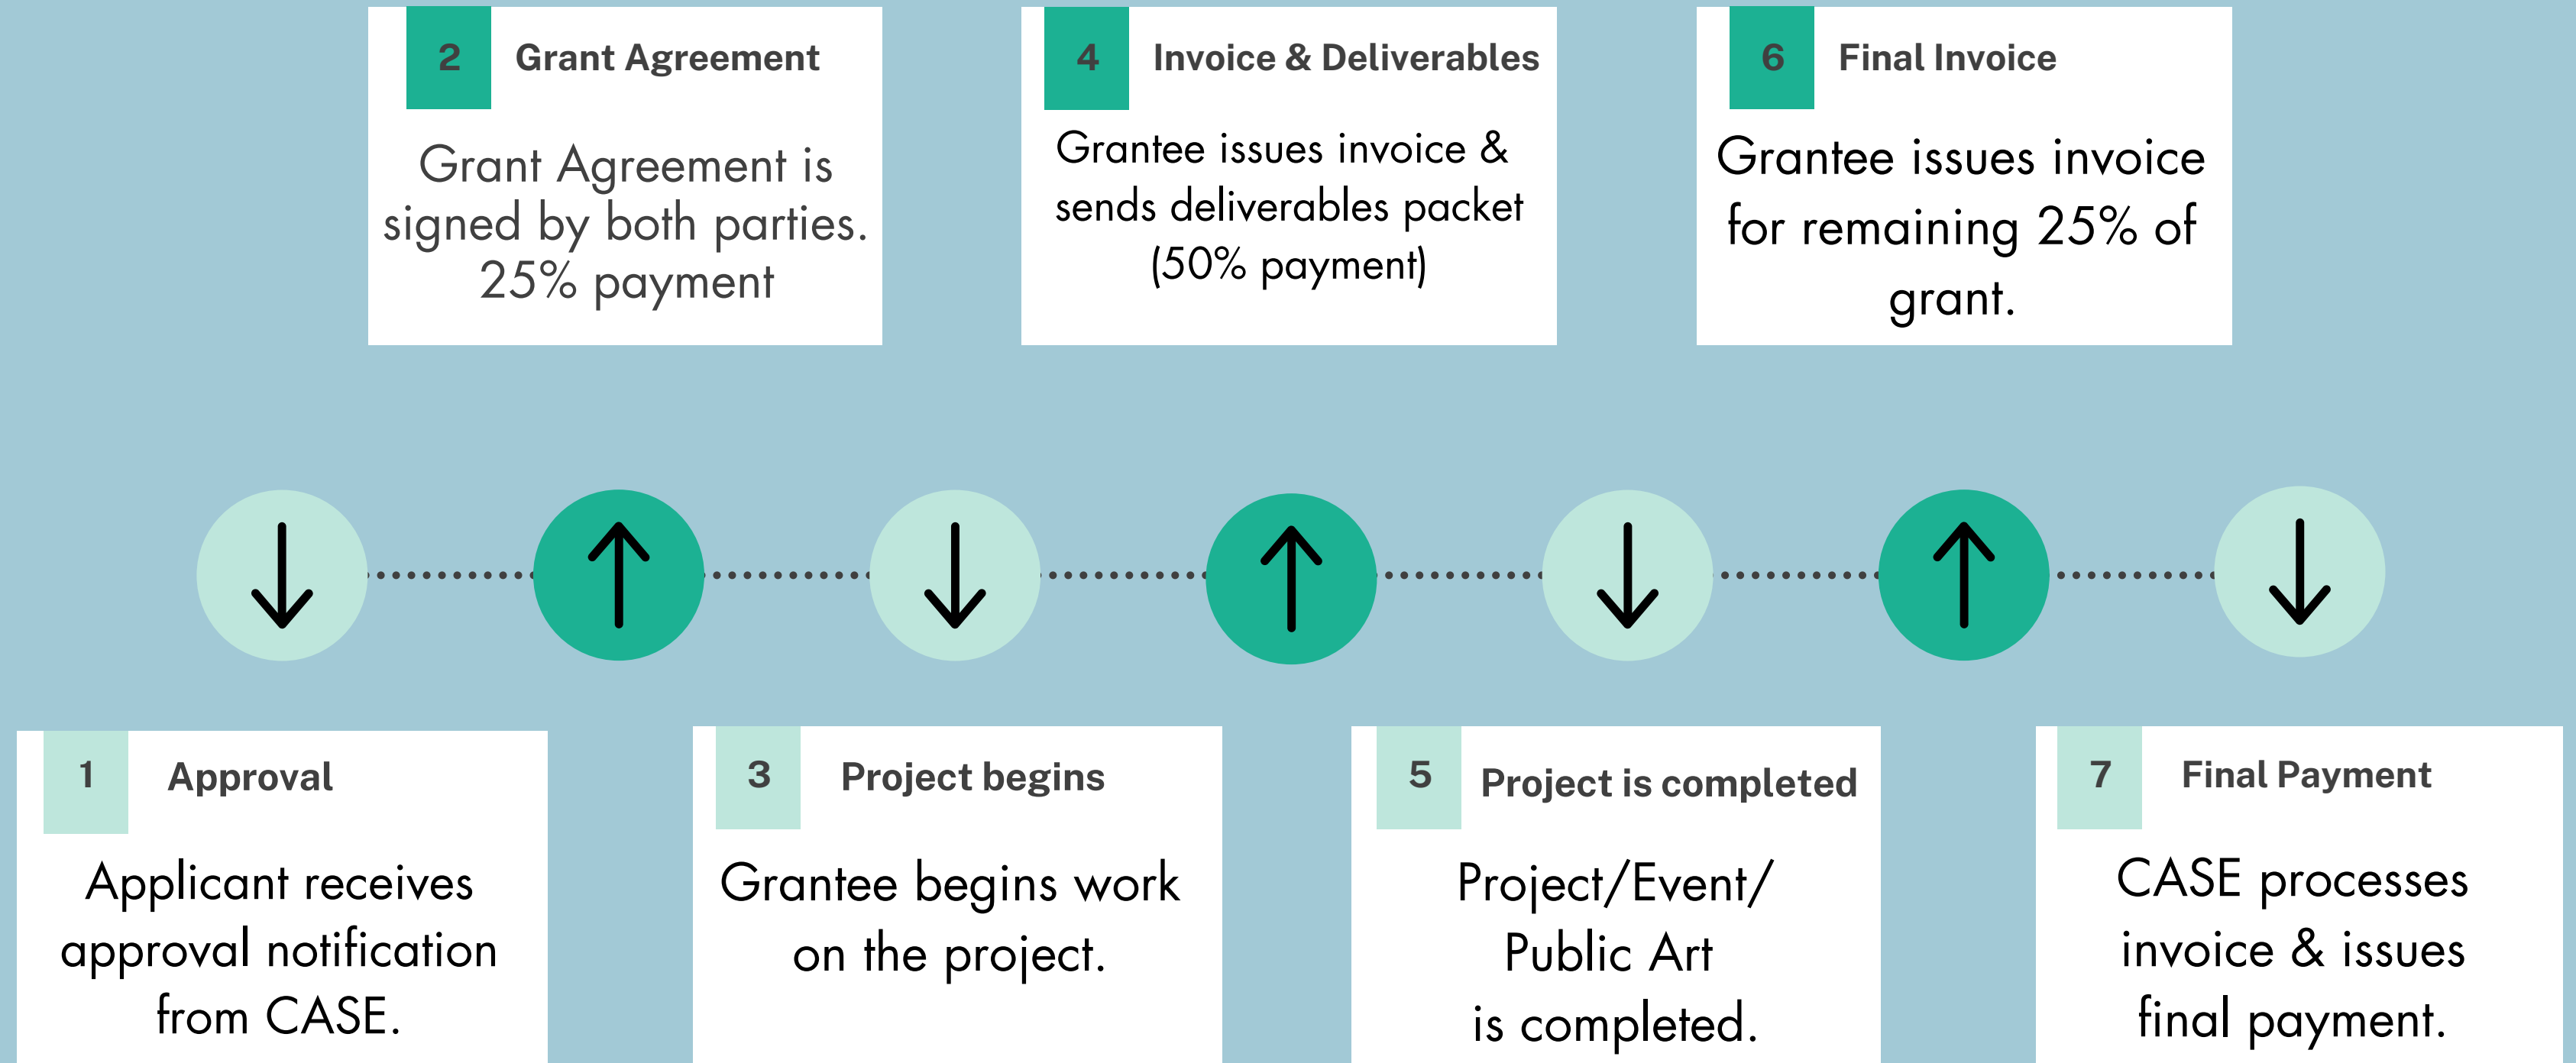 2 Grant Agreement
Grant Agreement is
signed by both parties.
25% payment
4 Invoice & Deliverables
Grantee issues invoice &
sends deliverables packet
(50% payment)
6 Final Invoice
Grantee issues invoice
for remaining 25% of
grant.
1 Approval
Applicant receives
approval notification
from CASE.
3 Project begins
Grantee begins work
on the project.
5 Project is completed
Project/Event/
Public Art
is completed.
7 Final Payment
CASE processes
invoice & issues
final payment.